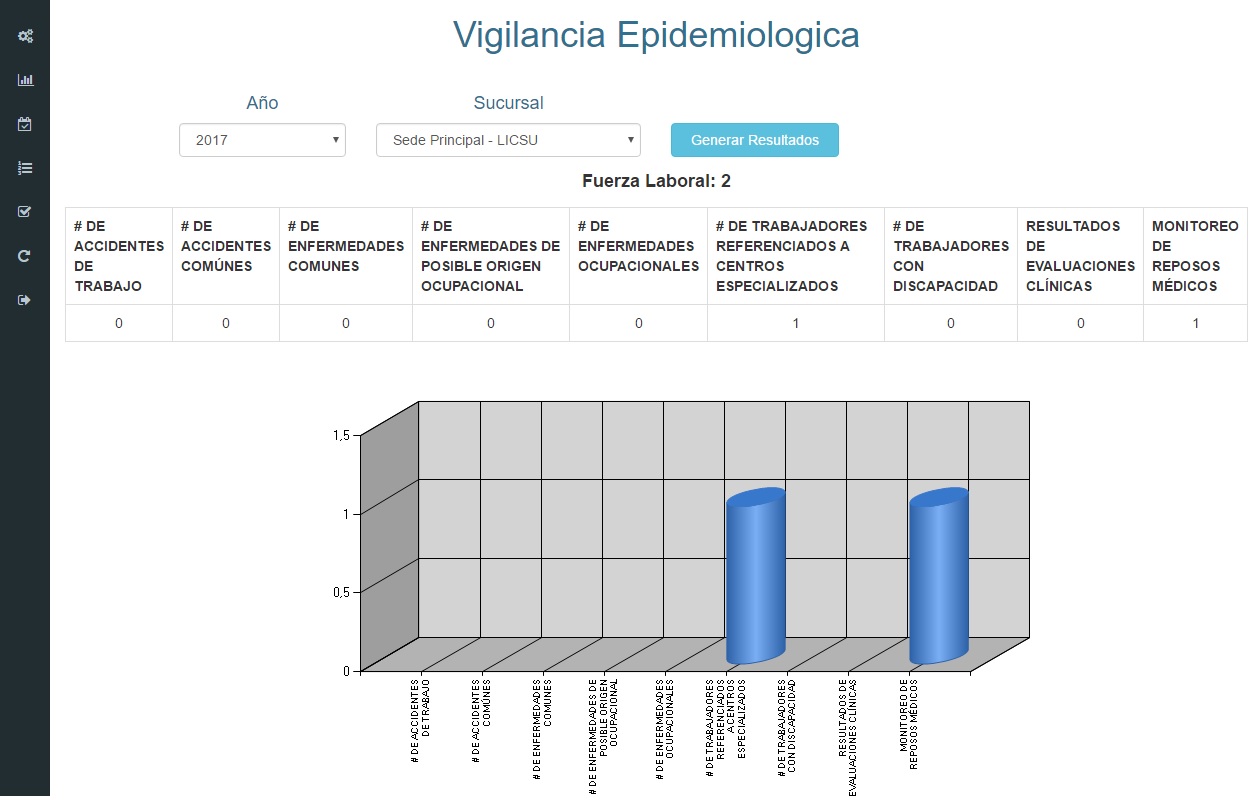 Vigilancia Epidemiologica
Año
Sucursal
2017
Sede Principal - LICSU
Generar Resultados
Fuerza Laboral: 2
# DE
ACCIDENTES
DE
TRABAJO
# DE
ACCIDENTES
COMÚNES
# DE
ENFERMEDADES
COMUNES
# DE
ENFERMEDADES DE
POSIBLE ORIGEN
OCUPACIONAL
# DE
ENFERMEDADES
OCUPACIONALES
# DE TRABAJADORES
REFERENCIADOS A
CENTROS
ESPECIALIZADOS
# DE
TRABAJADORES
CON
DISCAPACIDAD
RESULTADOS
DE
EVALUACIONES
CLÍNICAS
MONITOREO
DE
REPOSOS
MÉDICOS
0 0 0 0 0 1 0 0 1
1,5
1
0,5
0
# DE ACCIDENTES
DE TRABAJO
# DE ACCIDENTES
COMÚNES
# DE ENFERMEDADES
COMUNES
# DE ENFERMEDADES DE
POSIBLE ORIGEN
OCUPACIONAL
# DE ENFERMEDADES
OCUPACIONALES
# DE TRABAJADORES
REFERENCIADOS
A CENTROS
ESPECIALIZADOS
# DE TRABAJADORES
CON DISCAPACIDAD
RESULTADOS DE
EVALUACIONES CLÍNICAS
MONITOREO DE
REPOSOS MÉDICOS